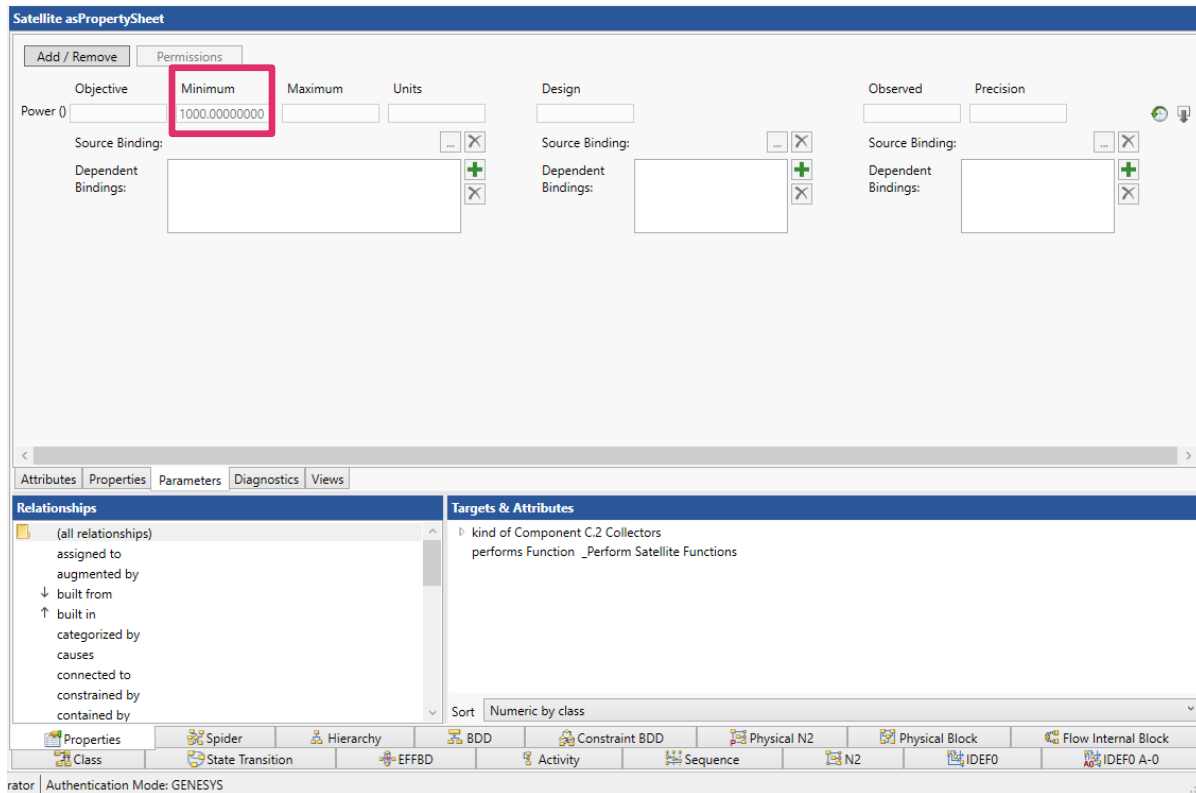 Satellite asPropertySheet
Add / Remove Permissions
Objective Minimum Maximum Units Design Observed Precision
Power () 1000.00000000
Source Binding: ... Source Binding: ... Source Binding: ...
Dependent Bindings: Dependent Bindings: Dependent Bindings:
Attributes Properties Parameters Diagnostics Views
Relationships Targets & Attributes
(all relationships) kind of Component C.2 Collectors
assigned to performs Function _Perform Satellite Functions
augmented by
built from
built in
categorized by
causes
connected to
constrained by
contained by Sort Numeric by class
Properties Spider Hierarchy BDD Constraint BDD Physical N2 Physical Block Flow Internal Block
Class State Transition EFFBD Activity Sequence N2 IDEF0 IDEF0 A-0
rator Authentication Mode: GENESYS